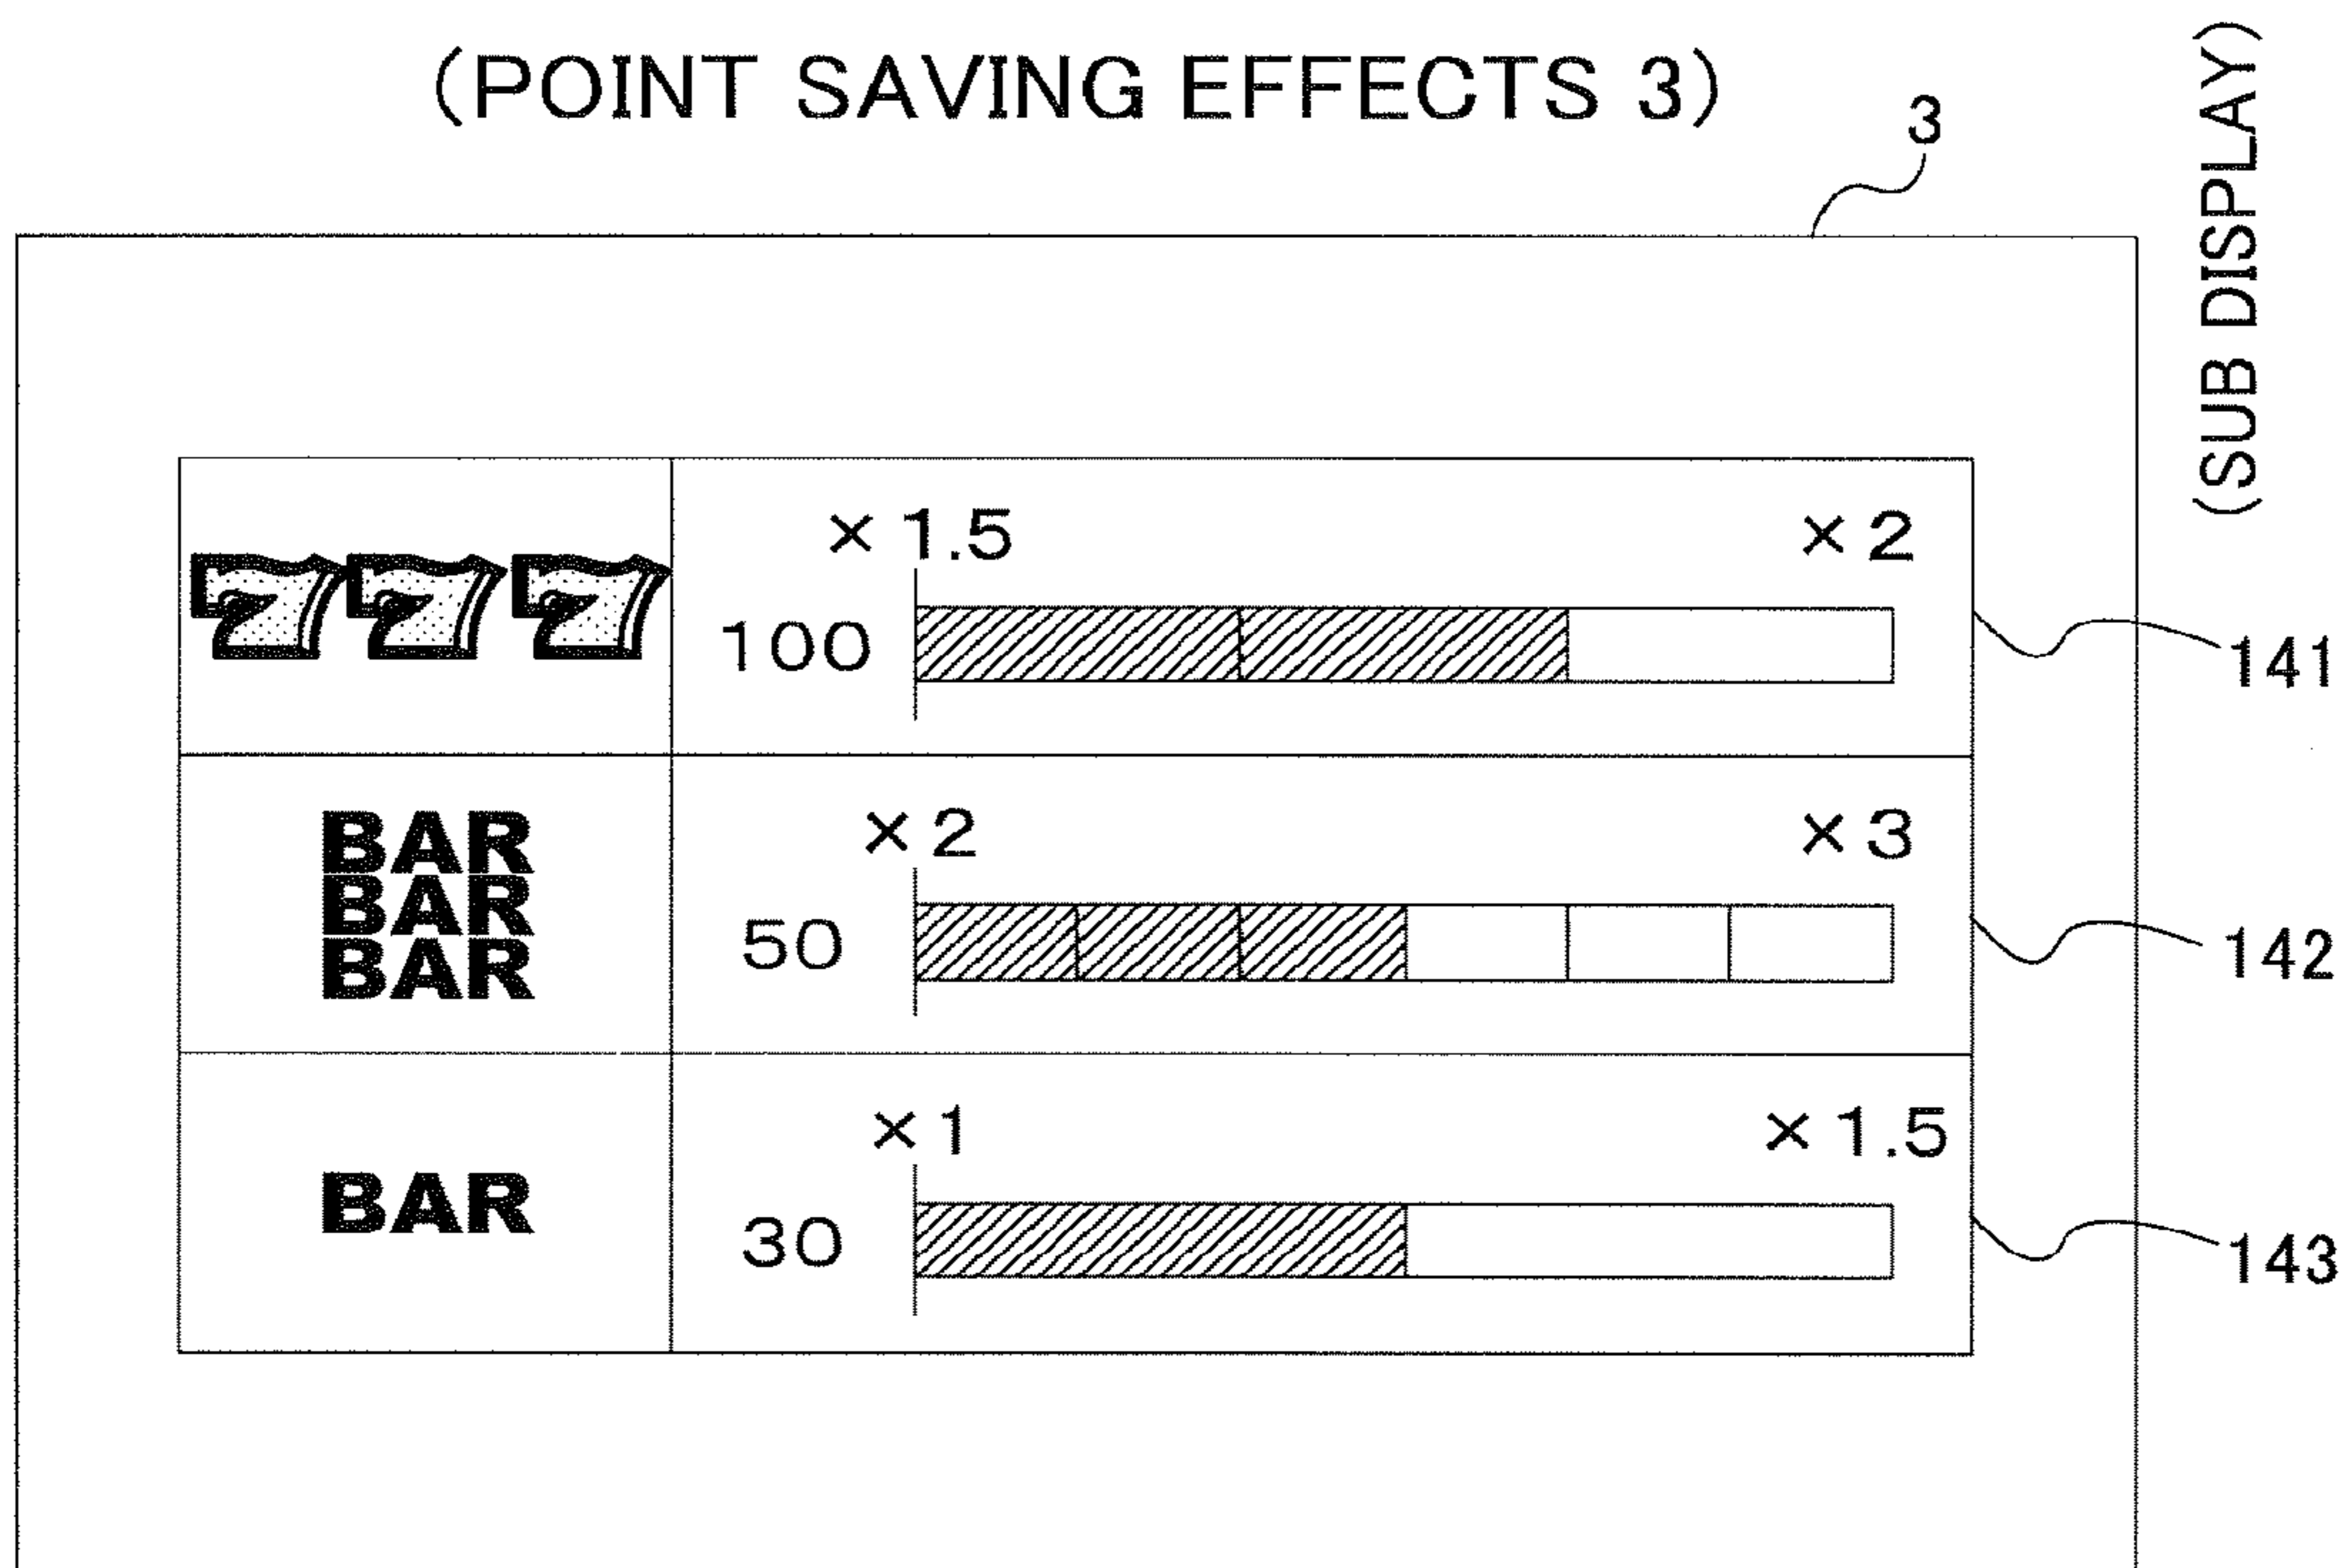 (POINT SAVING EFFECTS 3)
3
(SUB DISPLAY)
777
×1.5 ×2
100
141
BAR
BAR
BAR
×2 ×3
50
142
BAR
×1 ×1.5
30
143